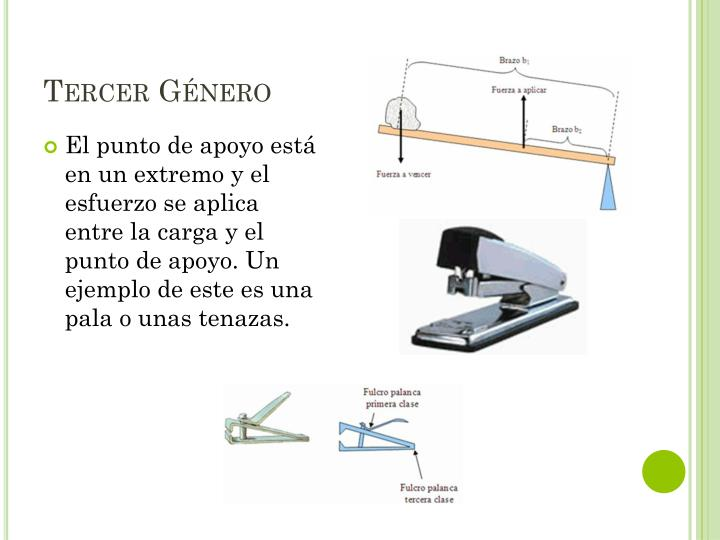 Tercer Género
El punto de apoyo está
en un extremo y el
esfuerzo se aplica
entre la carga y el
punto de apoyo. Un
ejemplo de este es una
pala o unas tenazas.
Brazo b₁
Fuerza a aplicar
Brazo b₂
Fuerza a vencer
Fulcro palanca
primera clase
Fulcro palanca
tercera clase